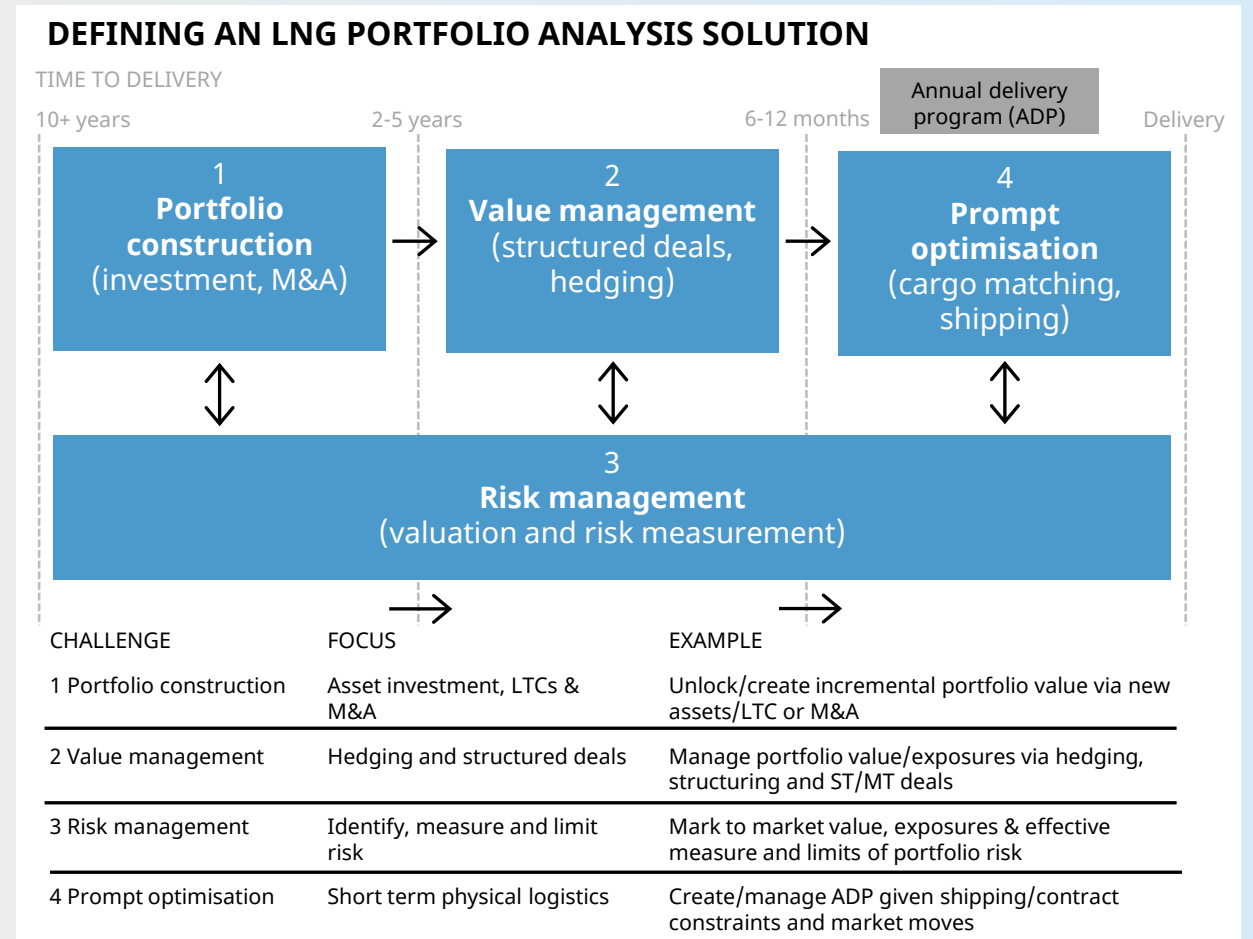 DEFINING AN LNG PORTFOLIO ANALYSIS SOLUTION
TIME TO DELIVERY
10+ years
2-5 years
6-12 months
Annual delivery
program (ADP)
Delivery
1
Portfolio
construction
(investment, M&A)
2
Value management
(structured deals,
hedging)
4
Prompt
optimisation
(cargo matching,
shipping)
3
Risk management
(valuation and risk measurement)
CHALLENGE
FOCUS
EXAMPLE
1 Portfolio construction
Asset investment, LTCs &
M&A
Unlock/create incremental portfolio value via new
assets/LTC or M&A
2 Value management
Hedging and structured deals
Manage portfolio value/exposures via hedging,
structuring and ST/MT deals
3 Risk management
Identify, measure and limit
risk
Mark to market value, exposures & effective
measure and limits of portfolio risk
4 Prompt optimisation
Short term physical logistics
Create/manage ADP given shipping/contract
constraints and market moves